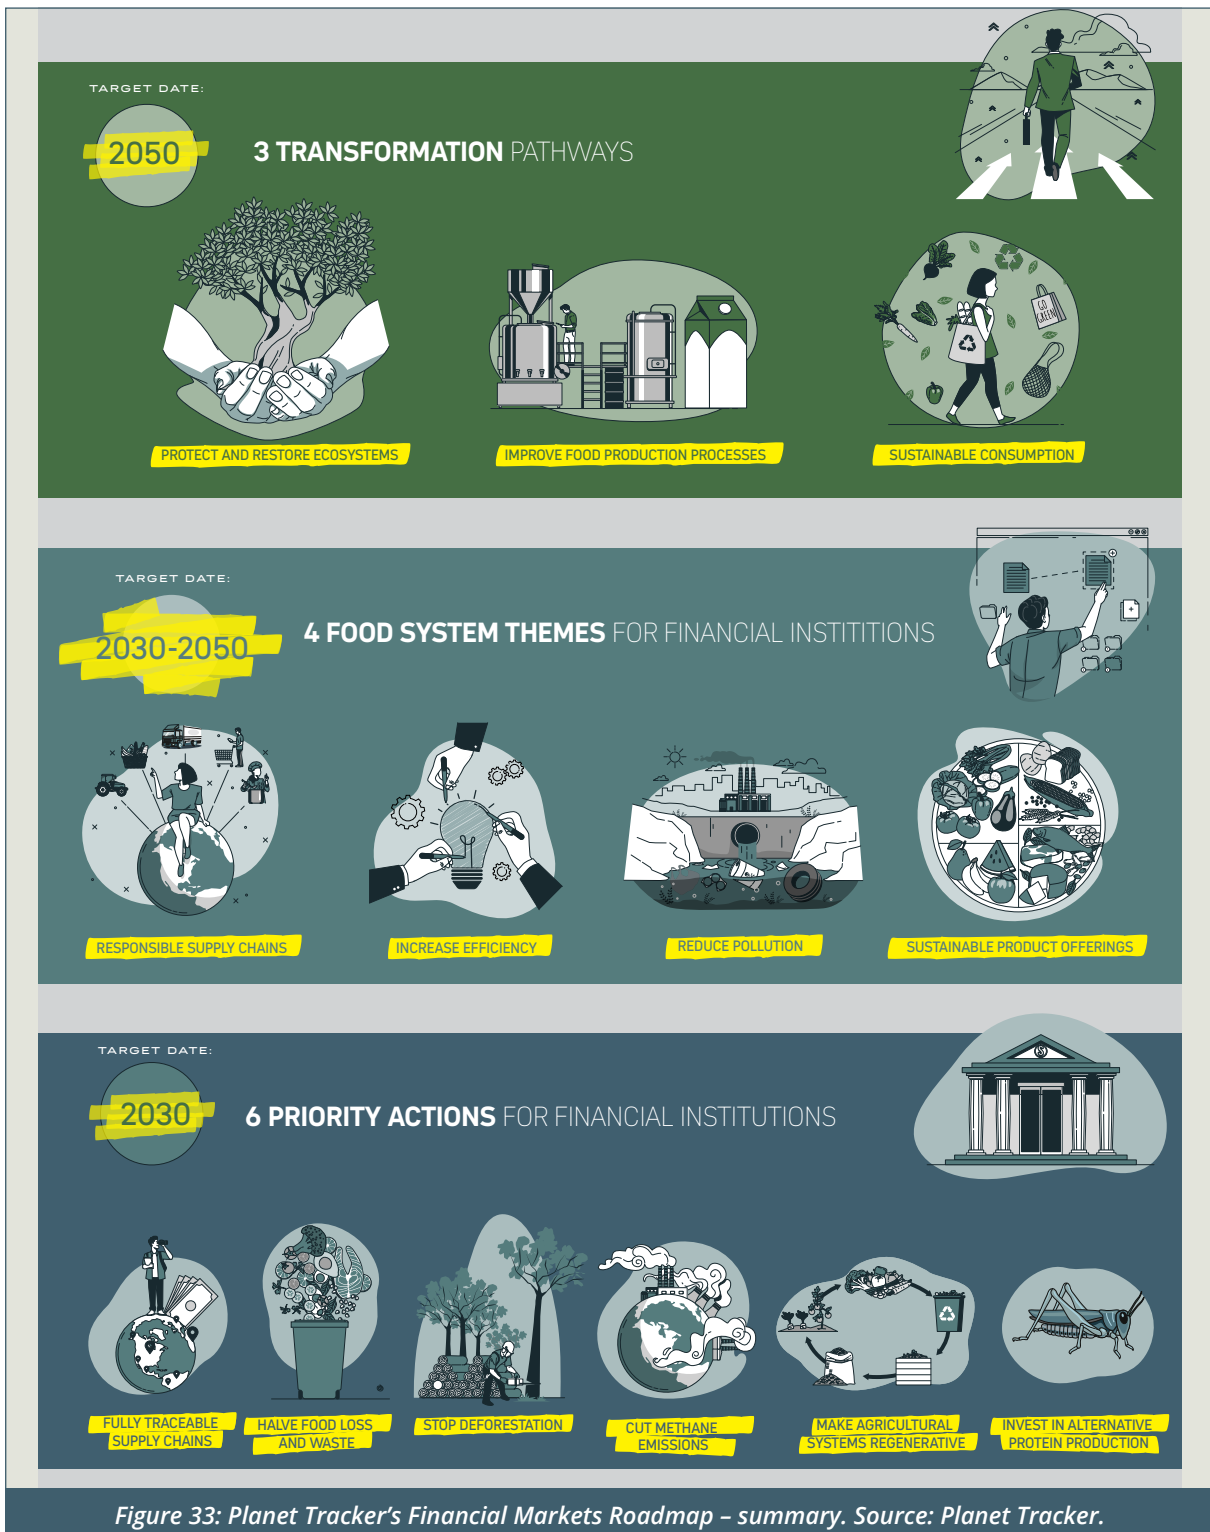 TARGET DATE:
2050
3 TRANSFORMATION PATHWAYS
GO
GREEN!
PROTECT AND RESTORE ECOSYSTEMS
IMPROVE FOOD PRODUCTION PROCESSES
SUSTAINABLE CONSUMPTION
TARGET DATE:
2030-2050
4 FOOD SYSTEM THEMES FOR FINANCIAL INSTITITIONS
RESPONSIBLE SUPPLY CHAINS
INCREASE EFFICIENCY
REDUCE POLLUTION
SUSTAINABLE PRODUCT OFFERINGS
TARGET DATE:
2030
6 PRIORITY ACTIONS FOR FINANCIAL INSTITUTIONS
FULLY TRACEABLE
SUPPLY CHAINS
HALVE FOOD LOSS
AND WASTE
STOP DEFORESTATION
CUT METHANE
EMISSIONS
MAKE AGRICULTURAL
SYSTEMS REGENERATIVE
INVEST IN ALTERNATIVE
PROTEIN PRODUCTION
Figure 33: Planet Tracker’s Financial Markets Roadmap – summary. Source: Planet Tracker.